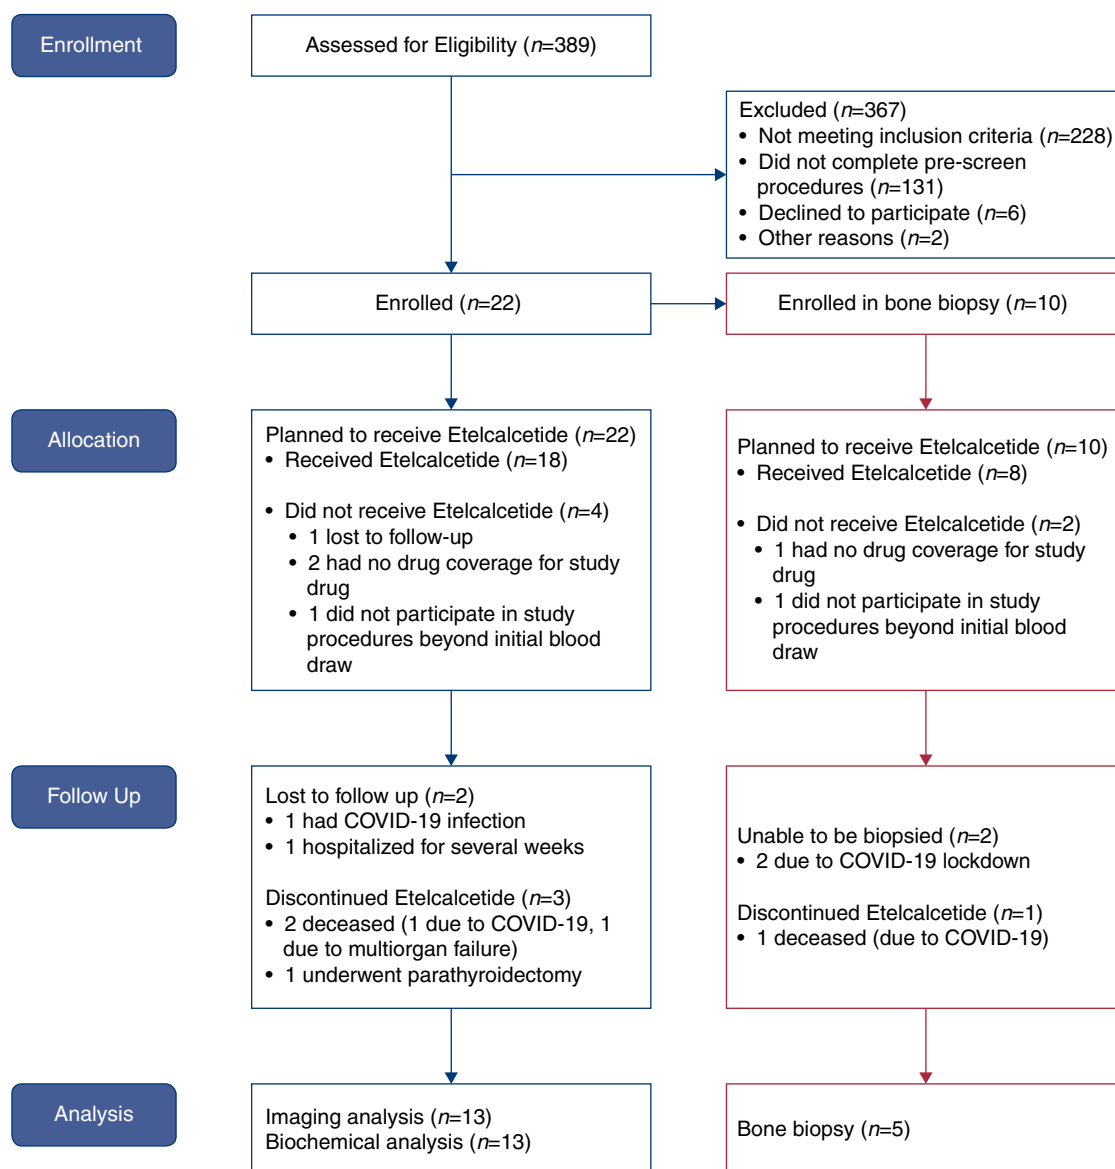 Enrollment
Assessed for Eligibility (n=389)
Excluded (n=367)
• Not meeting inclusion criteria (n=228)
• Did not complete pre-screen
procedures (n=131)
• Declined to participate (n=6)
• Other reasons (n=2)
Enrolled (n=22)
Enrolled in bone biopsy (n=10)
Allocation
Planned to receive Etelcalcetide (n=22)
• Received Etelcalcetide (n=18)
• Did not receive Etelcalcetide (n=4)
• 1 lost to follow-up
• 2 had no drug coverage for study
drug
• 1 did not participate in study
procedures beyond initial blood
draw
Planned to receive Etelcalcetide (n=10)
• Received Etelcalcetide (n=8)
• Did not receive Etelcalcetide (n=2)
• 1 had no drug coverage for study
drug
• 1 did not participate in study
procedures beyond initial blood
draw
Follow Up
Lost to follow up (n=2)
• 1 had COVID-19 infection
• 1 hospitalized for several weeks
Discontinued Etelcalcetide (n=3)
• 2 deceased (1 due to COVID-19, 1
due to multiorgan failure)
• 1 underwent parathyroidectomy
Unable to be biopsied (n=2)
• 2 due to COVID-19 lockdown
Discontinued Etelcalcetide (n=1)
• 1 deceased (due to COVID-19)
Analysis
Imaging analysis (n=13)
Biochemical analysis (n=13)
Bone biopsy (n=5)